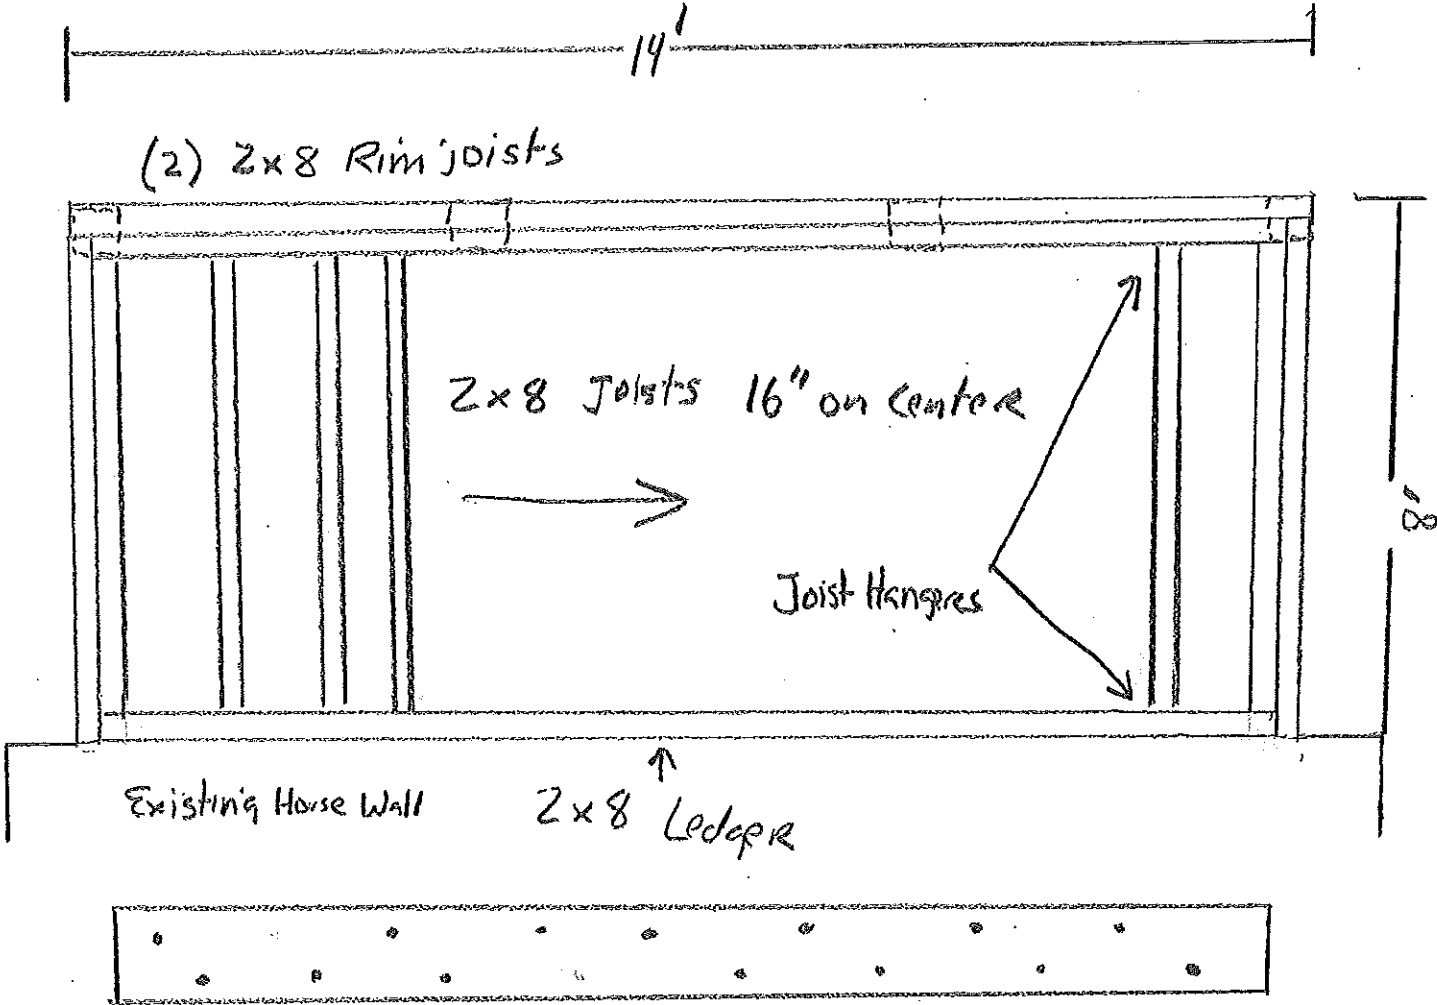 14'
(2) 2x8 Rim joists
2x8 Joists 16" on center
8'
Joist Hangres
Existing House Wall
2x8 Ledger